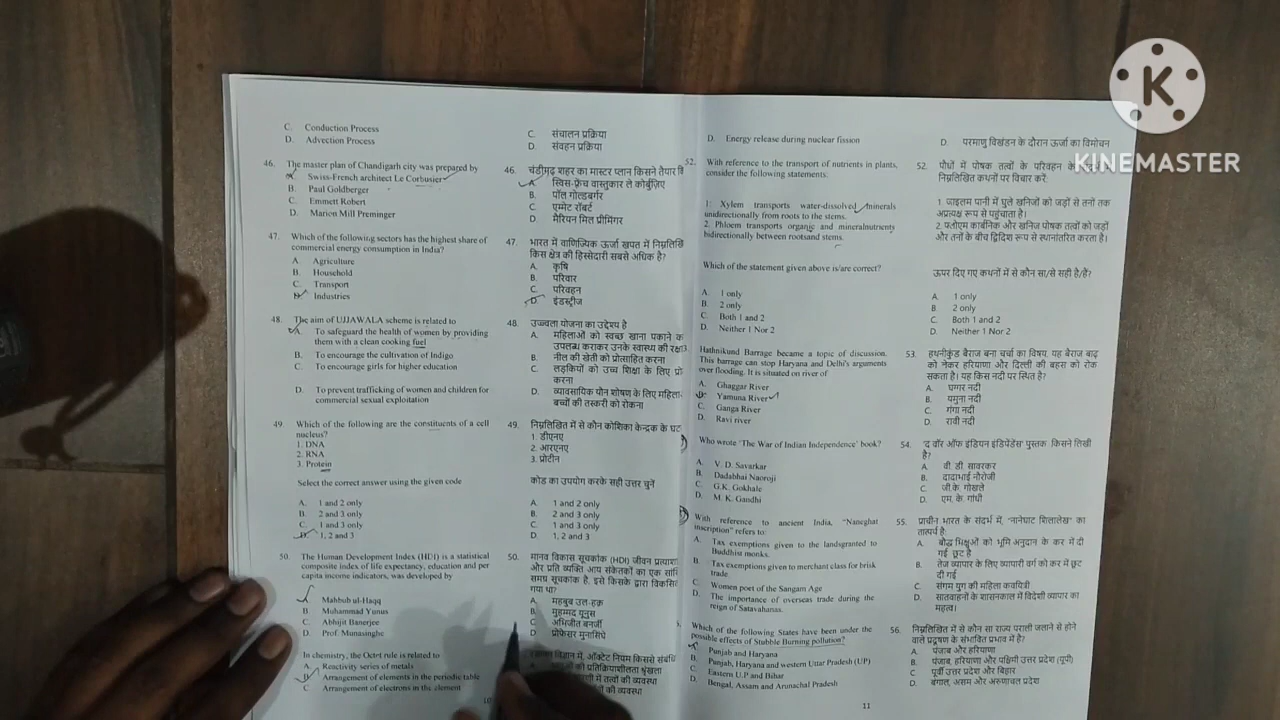 C. Conduction Process
D. Advection Process
46. The master plan of Chandigarh city was prepared by
A. Swiss-French architect Le Corbusier
B. Paul Goldberger
C. Emmett Robert
D. Marion Mill Preminger
47. Which of the following sectors has the highest share of
commercial energy consumption in India?
A. Agriculture
B. Household
C. Transport
D. Industries
48. The aim of UJJAWALA scheme is related to
A. To safeguard the health of women by providing
them with a clean cooking fuel
B. To encourage the cultivation of Indigo
C. To encourage girls for higher education
D. To prevent trafficking of women and children for
commercial sexual exploitation
49. Which of the following are the constituents of a cell
nucleus?
1. DNA
2. RNA
3. Protein
Select the correct answer using the given code
A. 1 and 2 only
B. 2 and 3 only
C. 1 and 3 only
D. 1, 2 and 3
50. The Human Development Index (HDI) is a statistical
composite index of life expectancy, education and per
capita income indicators, was developed by
Mahbub ul-Haqq
B. Muhammad Yunus
C. Abhijit Banerjee
D. Prof. Munasinghe
In chemistry, the Octet rule is related to
A. Reactivity series of metals
B. Arrangement of elements in the periodic table
C. Arrangement of electrons in the element
C. संचालन प्रक्रिया
D. संवहन प्रक्रिया
46. चंडीगढ़ शहर का मास्टर प्लान किसने तैयार
A. स्विस-फ्रेंच वास्तुकार ले कोर्बुज़िए
B. पॉल गोल्डबर्गर
C. एम्मेट रॉबर्ट
D. मैरियन मिल प्रीमिंगर
47. भारत में वाणिज्यिक ऊर्जा खपत में
किस क्षेत्र की हिस्सेदारी सबसे अधिक है?
A. कृषि
B. परिवार
C. परिवहन
D. इंडस्ट्रीज
48. उज्ज्वला योजना का उद्देश्य है
A. महिलाओं को स्वच्छ खाना पकाने
उपलब्ध कराकर उनके स्वास्थ्य की
B. नील की खेती को प्रोत्साहित करना
C. लड़कियों को उच्च शिक्षा के लिए
करना
D. व्यावसायिक यौन शोषण के लिए
बच्चों की तस्करी को रोकना
49. निम्नलिखित में से कौन कोशिका केन्द्रक के
1. डीएनए
2. आरएनए
3. प्रोटीन
कोड का उपयोग करके सही उत्तर चुनें
A. 1 and 2 only
B. 2 and 3 only
C. 1 and 3 only
D. 1, 2 and 3
50. मानव विकास सूचकांक (HDI) जीवन
और प्रति व्यक्ति आय संकेतकों का एक
समग्र सूचकांक है. इसे किसके द्वारा
गया था?
महबूब उल-हक़
B. मुहम्मद यूनुस
C. अभिजीत बनर्जी
D. प्रोफेसर मुनासिंघे
विज्ञान में, ऑक्टेट नियम किससे
की प्रतिक्रियाशीलता श्रृंखला
में तत्वों की व्यवस्था
की व्यवस्था
10
D. Energy release during nuclear fission
52. With reference to the transport of nutrients in plants,
consider the following statements.
1. Xylem transports water-dissolved minerals
unidirectionally from roots to the stems.
2. Phloem transports organic and mineralnutrients
bidirectionally between rootsand stems.
Which of the statement given above is/are correct?
A. 1 only
B. 2 only
C. Both 1 and 2
D. Neither 1 Nor 2
Hathnikund Barrage became a topic of discussion.
This barrage can stop Haryana and Delhi's arguments
over flooding. It is situated on river of
A. Ghaggar River
B. Yamuna River
C. Ganga River
D. Ravi river
Who wrote 'The War of Indian Independence' book?
A. V. D. Savarkar
B. Dadabhai Naoroji
C. G.K. Gokhale
D. M. K. Gandhi
With reference to ancient India, "Naneghat
inscription" refers to:
A. Tax exemptions given to the landsgranted to
Buddhist monks.
B. Tax exemptions given to merchant class for brisk
trade
C. Women poet of the Sangam Age
D. The importance of overseas trade during the
reign of Satavahanas.
Which of the following States have been under the
possible effects of Stubble Burning pollution?
A. Punjab and Haryana
B. Punjab, Haryana and western Uttar Pradesh (UP)
C. Eastern U.P and Bihar
D. Bengal, Assam and Arunachal Pradesh
D. परमाणु विखंडन के दौरान ऊर्जा का विमोचन
52. पौधों में पोषक तत्वों के परिवहन के
निम्नलिखित कथनों पर विचार करें:
1. जाइलम पानी में घुले खनिजों को जड़ों से तनों तक
अप्रत्यक्ष रूप से पहुंचाता है।
2. फ्लोएम कार्बनिक और खनिज पोषक तत्वों को जड़ों
और तनों के बीच द्विदिश रूप से स्थानांतरित करता है।
ऊपर दिए गए कथनों में से कौन सा/से सही है/हैं?
A. 1 only
B. 2 only
C. Both 1 and 2
D. Neither 1 Nor 2
53. हथनीकुंड बैराज बना चर्चा का विषय. यह बैराज बाढ़
को लेकर हरियाणा और दिल्ली की बहस को रोक
सकता है। यह किस नदी पर स्थित है?
A. घग्गर नदी
B. यमुना नदी
C. गंगा नदी
D. रावी नदी
54. 'द वॉर ऑफ इंडियन इंडिपेंडेंस' पुस्तक किसने लिखी
है?
A. वी. डी. सावरकर
B. दादाभाई नौरोजी
C. जी.के. गोखले
D. एम. के. गांधी
55. प्राचीन भारत के संदर्भ में, "नानेघाट शिलालेख" का
तात्पर्य है:
A. बौद्ध भिक्षुओं को भूमि अनुदान के कर में दी
गई छूट है
B. तेज व्यापार के लिए व्यापारी वर्ग को कर में छूट
दी गई
C. संगम युग की महिला कवयित्री
D. सातवाहनों के शासनकाल में विदेशी व्यापार का
महत्व।
56. निम्नलिखित में से कौन सा राज्य पराली जलाने से होने
वाले प्रदूषण के संभावित प्रभाव में है?
A. पंजाब और हरियाणा
B. पंजाब, हरियाणा और पश्चिमी उत्तर प्रदेश (यूपी)
C. पूर्वी उत्तर प्रदेश और बिहार
D. बंगाल, असम और अरुणाचल प्रदेश
11
K
KINEMASTER